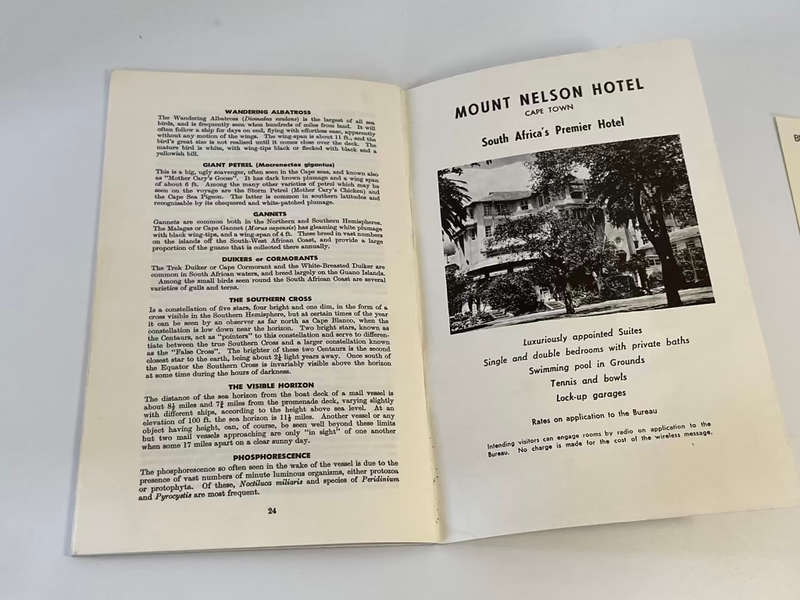 WANDERING ALBATROSS
The Wandering Albatross (Diomedea exulans) is the largest of all sea
birds, and is frequently seen when hundreds of miles from land. It will
often follow a ship for days on end, flying with effortless ease, apparently
without any motion of the wings. The wing-span is about 11 ft., and the
bird's great size is not realised until it comes close over the deck. The
mature bird is white, with wing-tips black or flecked with black and a
yellowish bill.
GIANT PETREL (Macronectes gigantus)
This is a big, ugly scavenger, often seen in the Cape seas, and known also
as "Mother Cary's Goose". It has dark brown plumage and a wing span
of about 6 ft. Among the many other varieties of petrel which may be
seen on the voyage are the Storm Petrel (Mother Cary's Chicken) and
the Cape Sea Pigeon. The latter is common in southern latitudes and
recognisable by its chequered and white-patched plumage.
GANNETS
Gannets are common both in the Northern and Southern Hemispheres.
The Malagas or Cape Gannet (Morus capensis) has gleaming white plumage
with black wing-tips, and a wing-span of 4 ft. These breed in vast numbers
on the islands off the South-West African Coast, and provide a large
proportion of the guano that is collected there annually.
DUIKERS or CORMORANTS
The Trek Duiker or Cape Cormorant and the White-Breasted Duiker are
common in South African waters, and breed largely on the Guano Islands.
Among the small birds seen round the South African Coast are several
varieties of gulls and terns.
THE SOUTHERN CROSS
Is a constellation of five stars, four bright and one dim, in the form of a
cross visible in the Southern Hemisphere, but at certain times of the year
it can be seen by an observer as far north as Cape Blanco, when the
constellation is low down near the horizon. Two bright stars, known as
the Centaurs, act as "pointers" to this constellation and serve to differen-
tiate between the true Southern Cross and a larger constellation known
as the "False Cross". The brighter of these two Centaurs is the second
closest star to the earth, being about 2¼ light years away. Once south of
the Equator the Southern Cross is invariably visible above the horizon
at some time during the hours of darkness.
THE VISIBLE HORIZON
The distance of the sea horizon from the boat deck of a mail vessel is
about 8½ miles and 7¾ miles from the promenade deck, varying slightly
with different ships, according to the height above sea level. At an
elevation of 100 ft. the sea horizon is 11½ miles. Another vessel or any
object having height, can, of course, be seen well beyond these limits
but two mail vessels approaching are only "in sight" of one another
when some 17 miles apart on a clear sunny day.
PHOSPHORESCENCE
The phosphorescence so often seen in the wake of the vessel is due to the
presence of vast numbers of minute luminous organisms, either protozoa
or protophyta. Of these, Noctiluca miliaris and species of Peridinium
and Pyrocystis are most frequent.
24
MOUNT NELSON HOTEL
CAPE TOWN
South Africa's Premier Hotel
Luxuriously appointed Suites
Single and double bedrooms with private baths
Swimming pool in Grounds
Tennis and bowls
Lock-up garages
Rates on application to the Bureau
Intending visitors can engage rooms by radio on application to the
Bureau. No charge is made for the cost of the wireless message.